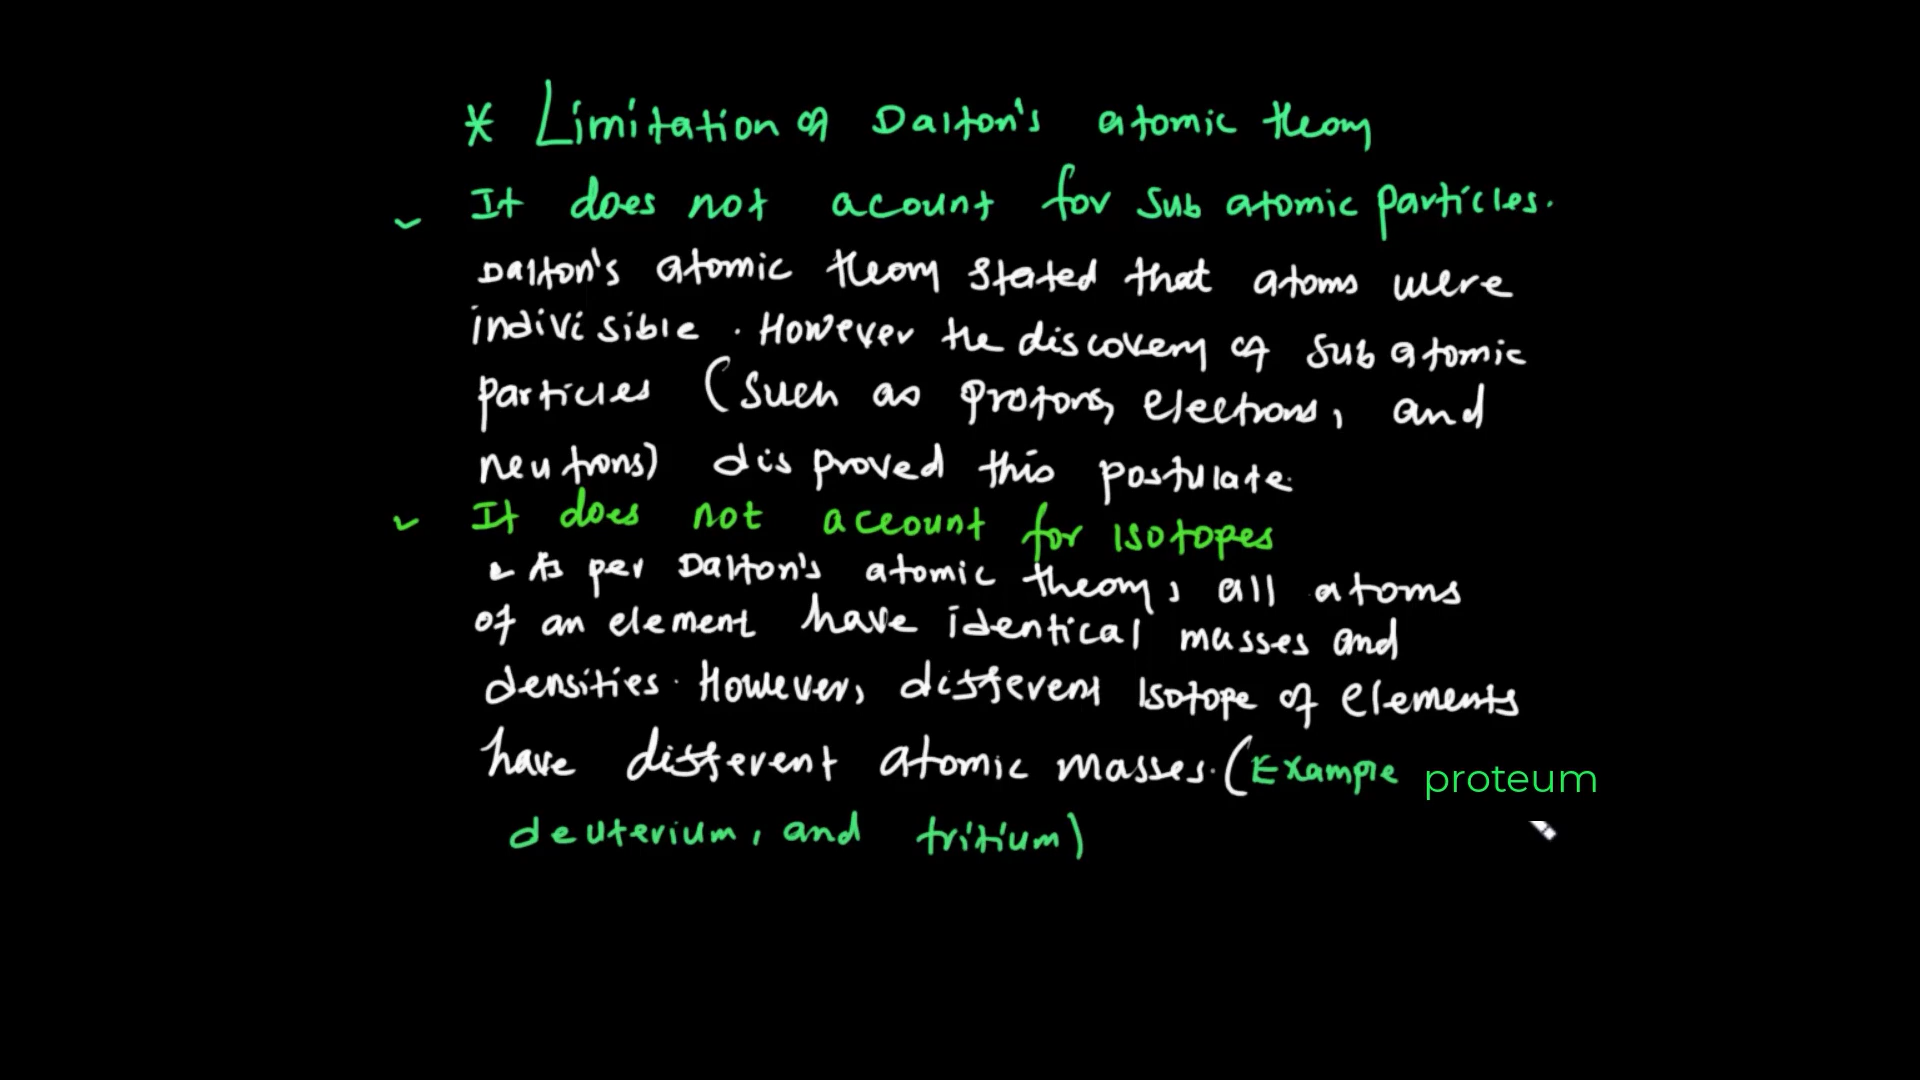 * Limitation of Dalton's atomic theory
It does not acount for Sub atomic particles.
Dalton's atomic theory Stated that atoms were
indivisible. However the discovery of Sub atomic
particles (Such as protons, electrons, and
neutrons) disproved this postulate.
It does not account for isotopes
As per Dalton's atomic theory, all atoms
of an element have identical masses and
densities. However, different isotope of elements
have different atomic masses. (Example proteum
deuterium, and tritium)